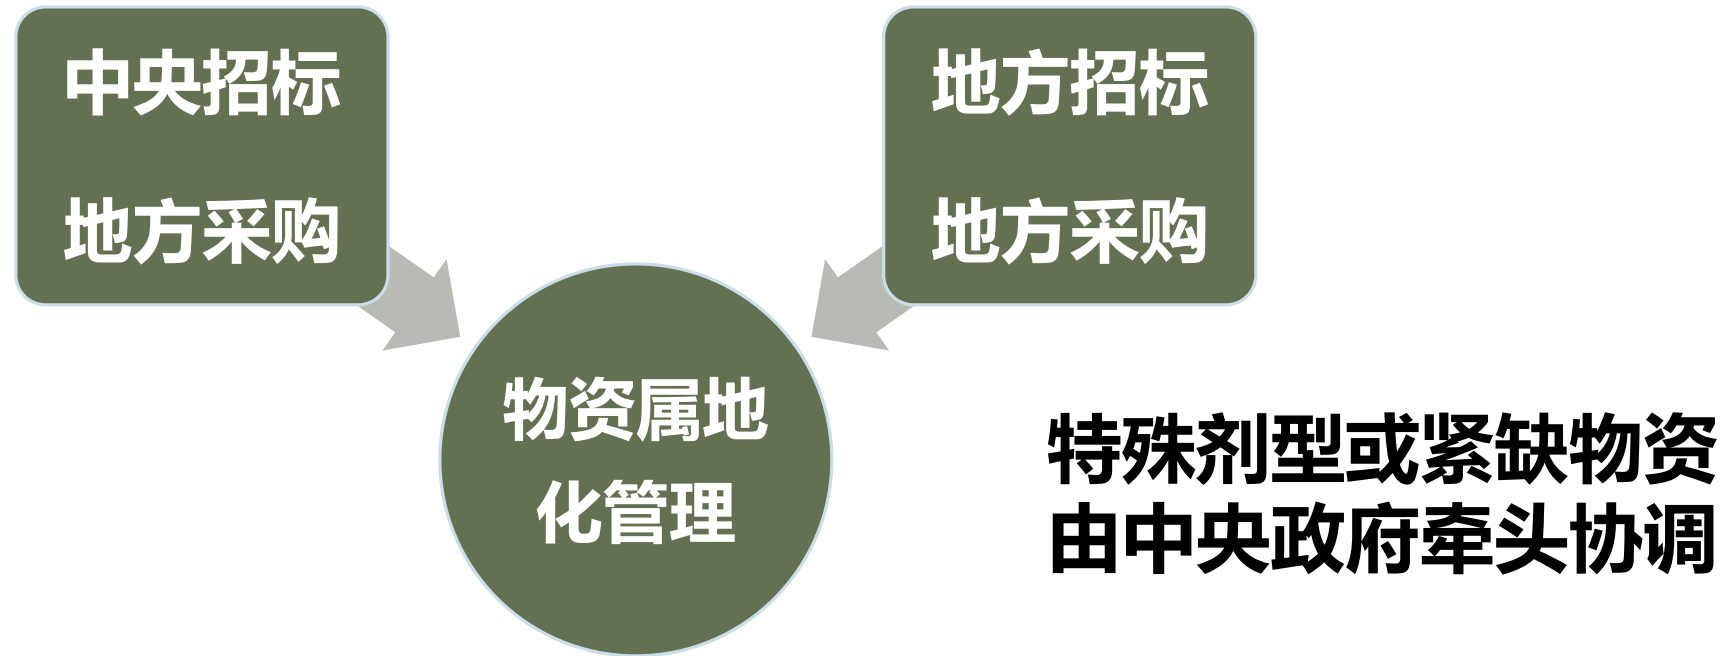 中央招标
地方采购
地方招标
地方采购
物资属地
化管理
特殊剂型或紧缺物资
由中央政府牵头协调